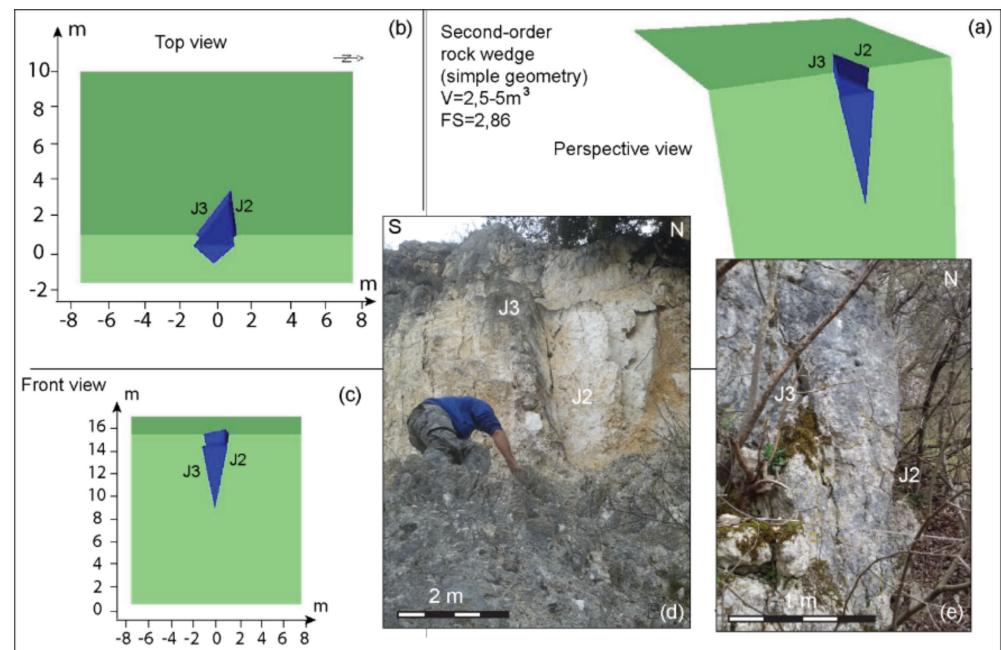 m
Top view
(b)
N
10
8
6
4
2
0
-2
J3
J2
m
-8 -6 -4 -2 0 2 4 6 8
Second-order
rock wedge
(simple geometry)
V=2,5-5m³
FS=2,86
(a)
J3
J2
Perspective view
Front view
(c)
m
16
14
12
10
8
6
4
2
0
J3
J2
m
-8 -6 -4 -2 0 2 4 6 8
S
N
J3
J2
2 m
(d)
N
J3
J2
1 m
(e)